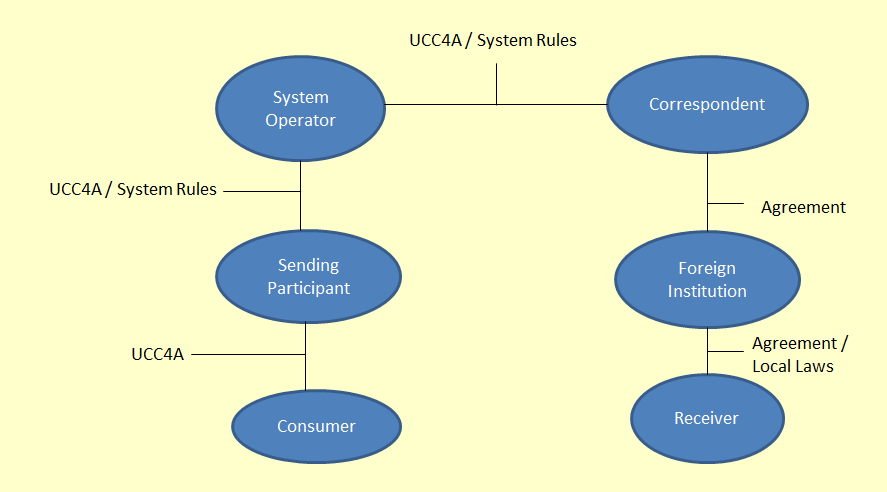 UCC4A / System Rules
System
Operator
Correspondent
UCC4A / System Rules
Agreement
Sending
Participant
Foreign
Institution
UCC4A
Agreement /
Local Laws
Consumer
Receiver